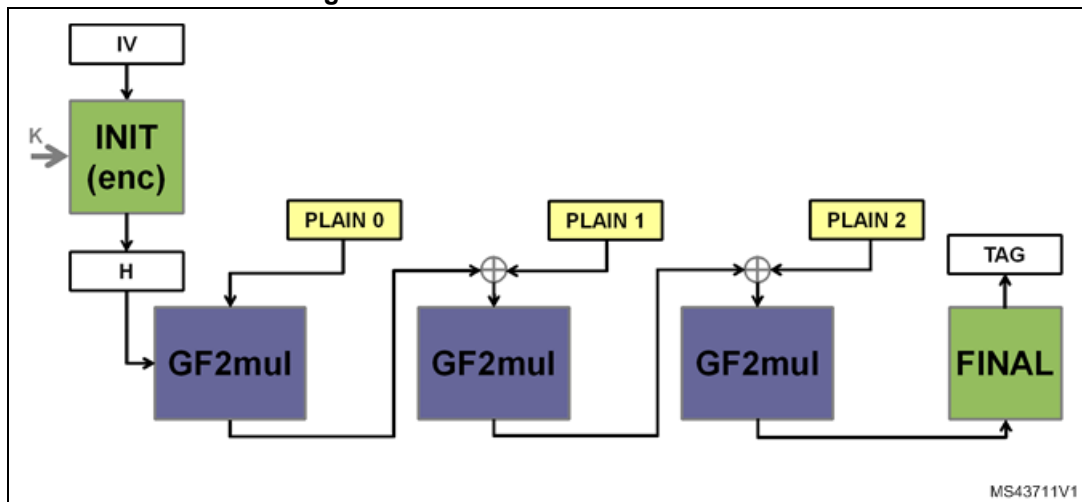 IV
K
INIT
(enc)
H
PLAIN 0
PLAIN 1
PLAIN 2
TAG
GF2mul
GF2mul
GF2mul
FINAL
MS43711V1